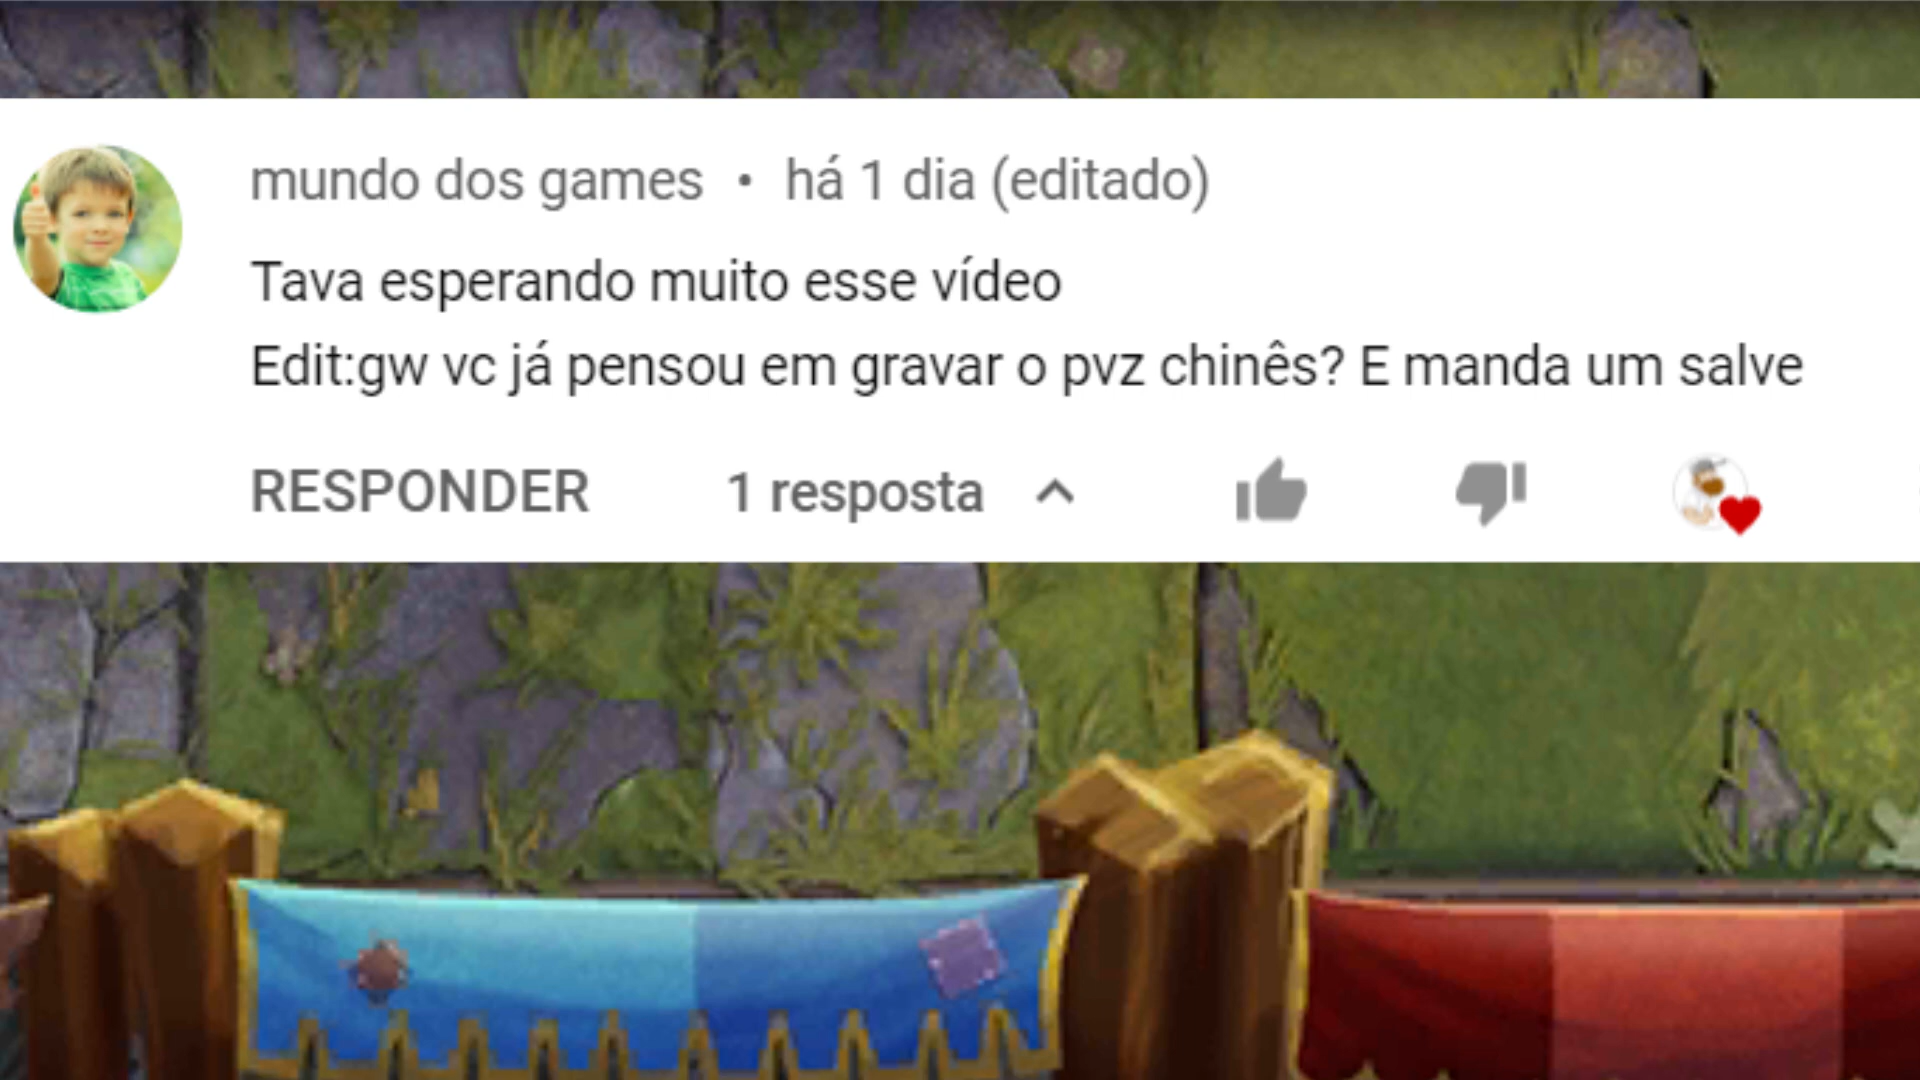 mundo dos games • há 1 dia (editado)
Tava esperando muito esse vídeo
Edit:gw vc já pensou em gravar o pvz chinês? E manda um salve
RESPONDER 1 resposta